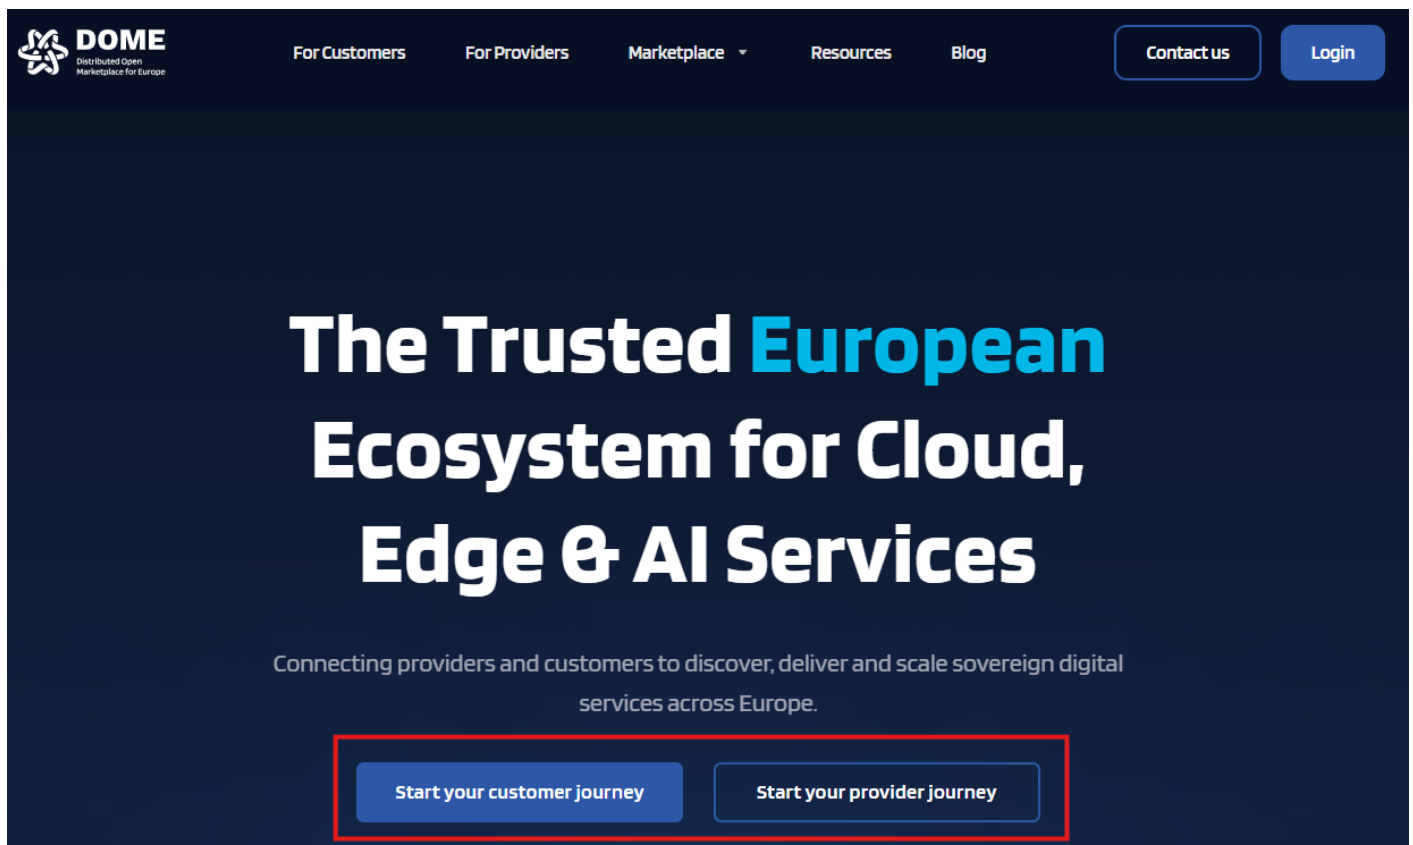 DOME
Distributed Open
Marketplace for Europe
For Customers
For Providers
Marketplace
Resources
Blog
Contact us
Login
The Trusted European
Ecosystem for Cloud,
Edge & AI Services
Connecting providers and customers to discover, deliver and scale sovereign digital
services across Europe.
Start your customer journey
Start your provider journey